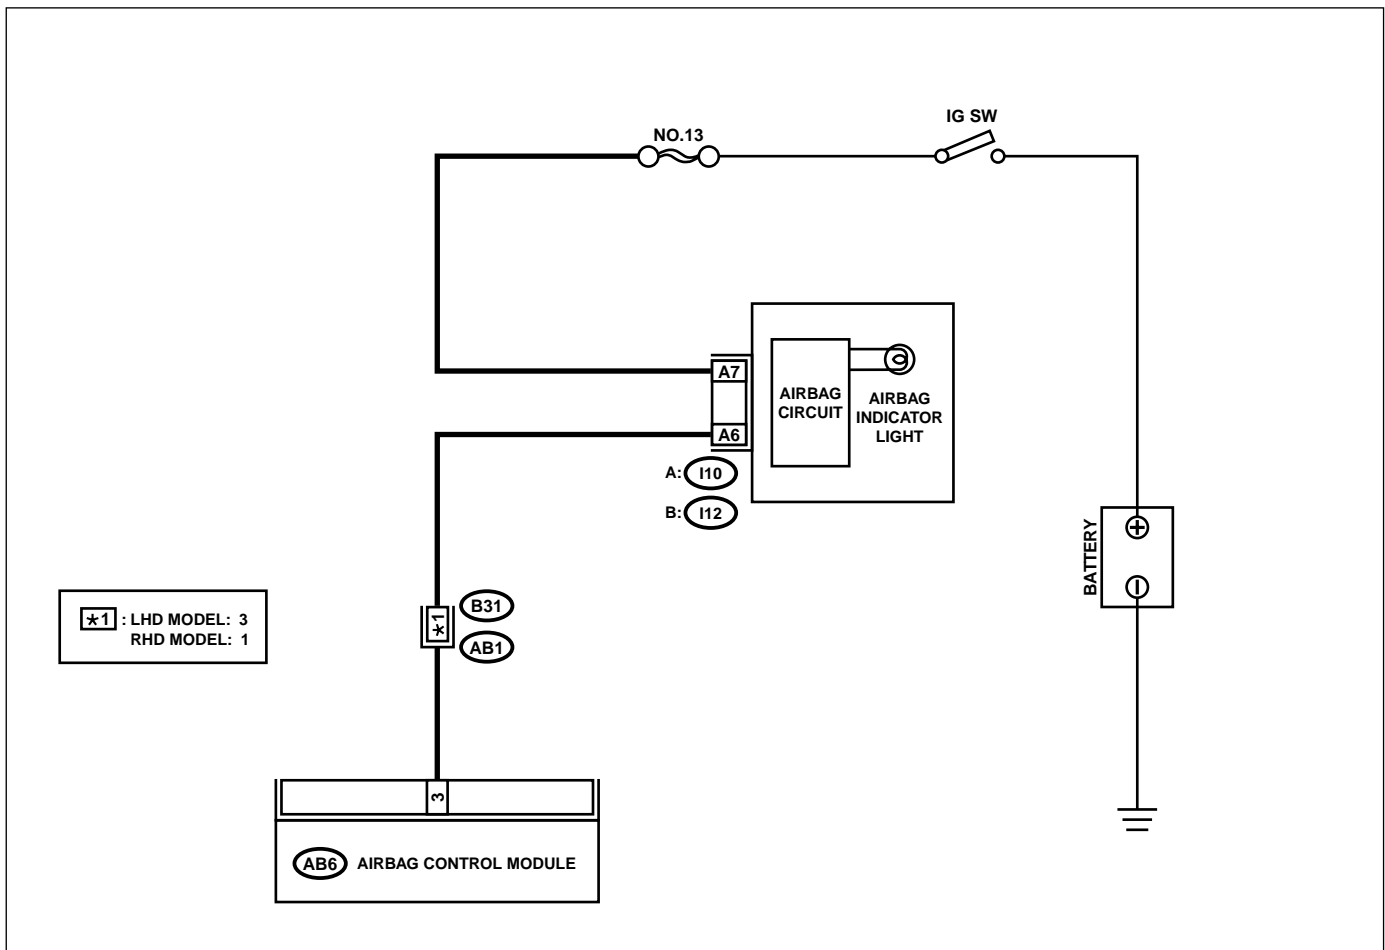 IG SW
NO.13
A7
AIRBAG
CIRCUIT
AIRBAG
INDICATOR
LIGHT
A6
A: I10
B: I12
BATTERY
+
−
*1 : LHD MODEL: 3
RHD MODEL: 1
*1
B31
AB1
3
AB6 AIRBAG CONTROL MODULE